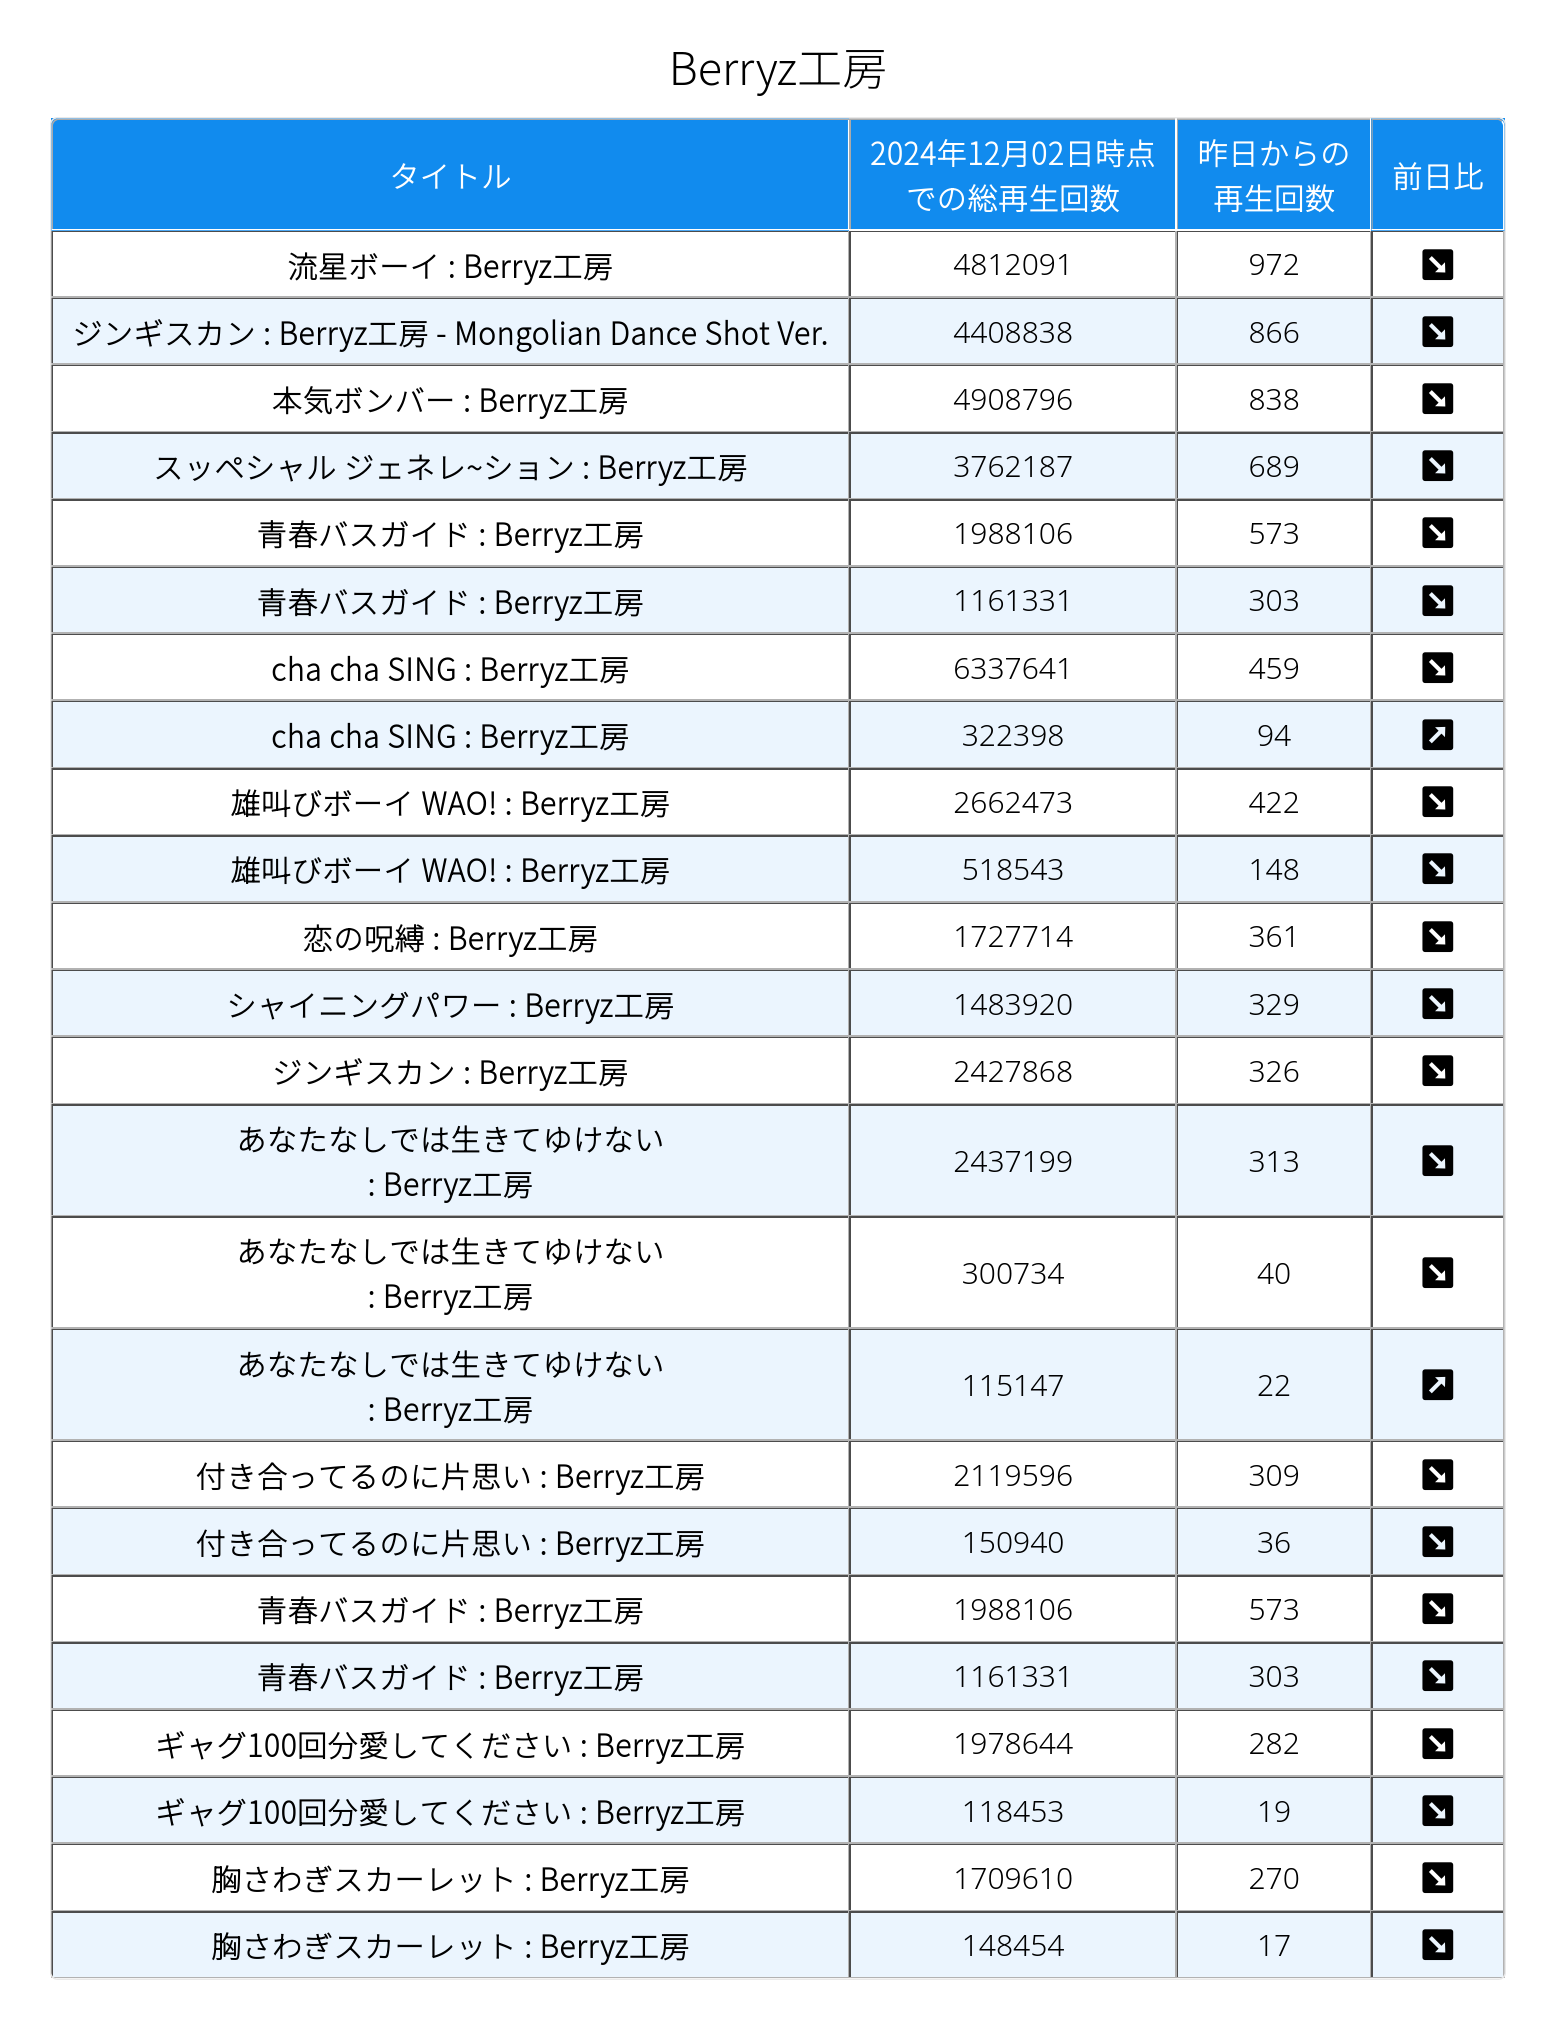 Berryz工房
タイトル
2024年12月02日時点
での総再生回数
昨日からの
再生回数
前日比
流星ボーイ : Berryz工房 4812091 972 ↘
ジンギスカン : Berryz工房 - Mongolian Dance Shot Ver. 4408838 866 ↘
本気ボンバー : Berryz工房 4908796 838 ↘
スッペシャル ジェネレ~ション : Berryz工房 3762187 689 ↘
青春バスガイド : Berryz工房 1988106 573 ↘
青春バスガイド : Berryz工房 1161331 303 ↘
cha cha SING : Berryz工房 6337641 459 ↘
cha cha SING : Berryz工房 322398 94 ↗
雄叫びボーイ WAO! : Berryz工房 2662473 422 ↘
雄叫びボーイ WAO! : Berryz工房 518543 148 ↘
恋の呪縛 : Berryz工房 1727714 361 ↘
シャイニングパワー : Berryz工房 1483920 329 ↘
ジンギスカン : Berryz工房 2427868 326 ↘
あなたなしでは生きてゆけない
: Berryz工房 2437199 313 ↘
あなたなしでは生きてゆけない
: Berryz工房 300734 40 ↘
あなたなしでは生きてゆけない
: Berryz工房 115147 22 ↗
付き合ってるのに片思い : Berryz工房 2119596 309 ↘
付き合ってるのに片思い : Berryz工房 150940 36 ↘
青春バスガイド : Berryz工房 1988106 573 ↘
青春バスガイド : Berryz工房 1161331 303 ↘
ギャグ100回分愛してください : Berryz工房 1978644 282 ↘
ギャグ100回分愛してください : Berryz工房 118453 19 ↘
胸さわぎスカーレット : Berryz工房 1709610 270 ↘
胸さわぎスカーレット : Berryz工房 148454 17 ↘